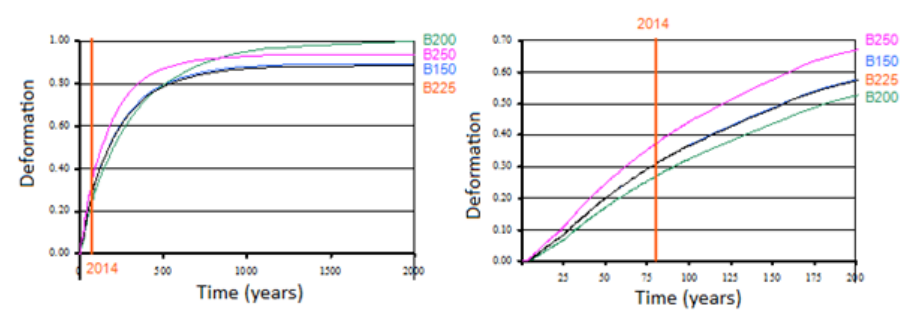 1.00
0.80
0.60
0.40
0.20
0.00
Deformation
B200
B250
B150
B225
2014
0 500 1000 1500 2000
Time (years)
2014
0.70
0.60
0.50
0.40
0.30
0.20
0.10
0.00
Deformation
B250
B150
B225
B200
25 50 75 100 125 150 175 200
Time (years)